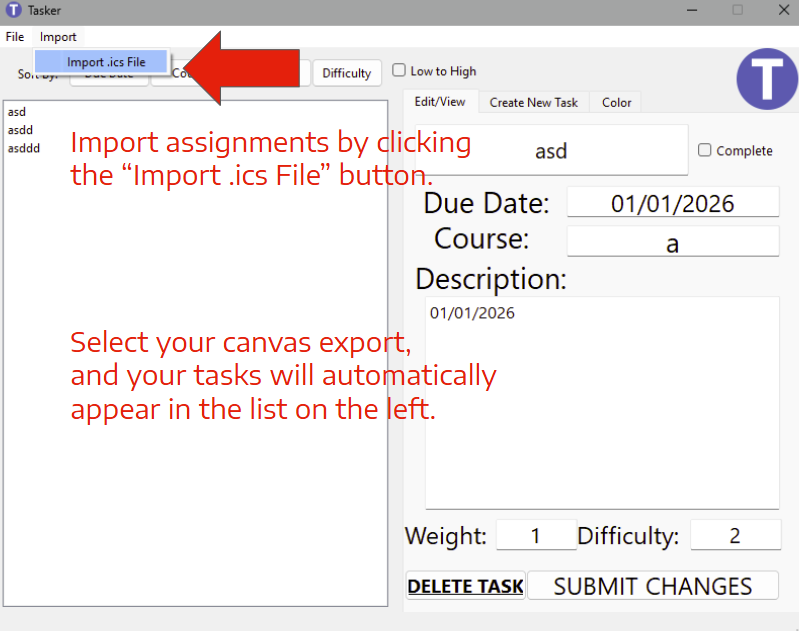 T Tasker
File Import
Import .ics File
Sort By: Due Date Difficulty Low to High
T
Edit/View Create New Task Color
asd
asdd
asddd
Import assignments by clicking
the “Import .ics File” button.
asd
Complete
Due Date: 01/01/2026
Course: a
Description:
01/01/2026
Select your canvas export,
and your tasks will automatically
appear in the list on the left.
Weight: 1 Difficulty: 2
DELETE TASK SUBMIT CHANGES